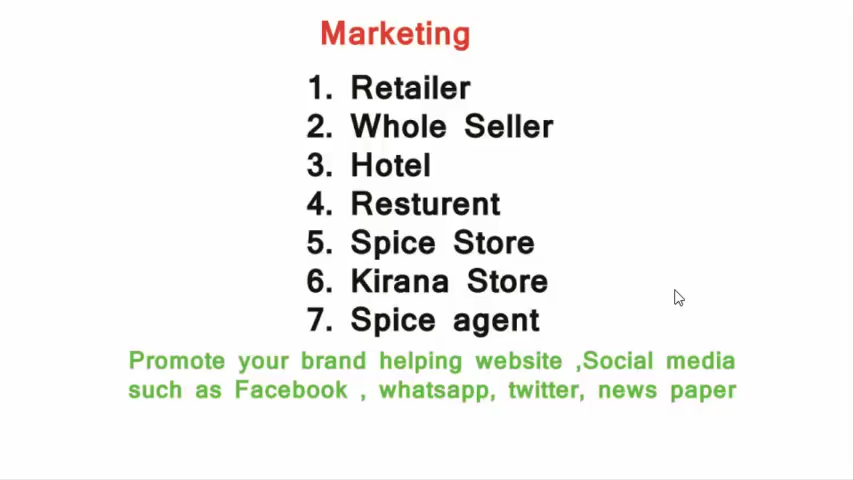 Marketing
1. Retailer
2. Whole Seller
3. Hotel
4. Resturent
5. Spice Store
6. Kirana Store
7. Spice agent
Promote your brand helping website ,Social media
such as Facebook , whatsapp, twitter, news paper